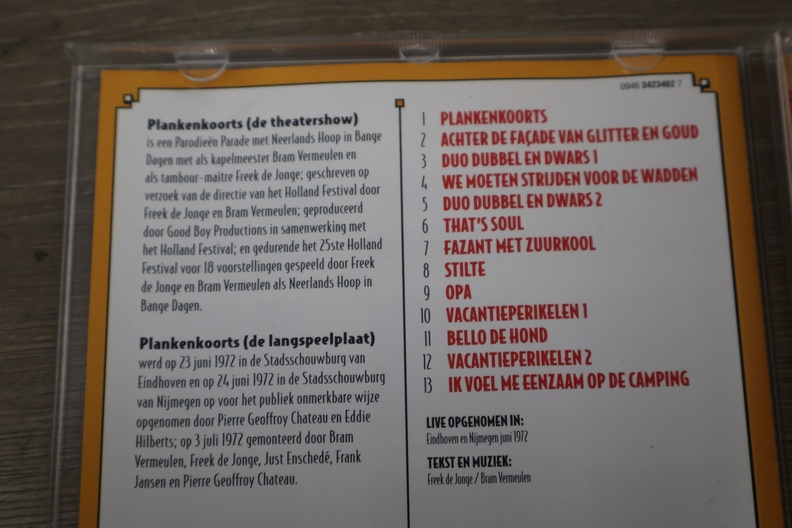 0946 3423462 7
Plankenkoorts (de theatershow)
is een Parodieën Parade met Neerlands Hoop in Bange
Dagen met als kapelmeester Bram Vermeulen en
als tambour-maître Freek de Jonge; geschreven op
verzoek van de directie van het Holland Festival door
Freek de Jonge en Bram Vermeulen; geproduceerd
door Good Boy Productions in samenwerking met
het Holland Festival; en gedurende het 25ste Holland
Festival voor 18 voorstellingen gespeeld door Freek
de Jonge en Bram Vermeulen als Neerlands Hoop in
Bange Dagen.
Plankenkoorts (de langspeelplaat)
werd op 23 juni 1972 in de Stadsschouwburg van
Eindhoven en op 24 juni 1972 in de Stadsschouwburg
van Nijmegen op voor het publiek onmerkbare wijze
opgenomen door Pierre Geoffroy Chateau en Eddie
Hilberts; op 3 juli 1972 gemonteerd door Bram
Vermeulen, Freek de Jonge, Just Enschedé, Frank
Jansen en Pierre Geoffroy Chateau.
1 PLANKENKOORTS
2 ACHTER DE FAÇADE VAN GLITTER EN GOUD
3 DUO DUBBEL EN DWARS 1
4 WE MOETEN STRIJDEN VOOR DE WADDEN
5 DUO DUBBEL EN DWARS 2
6 THAT'S SOUL
7 FAZANT MET ZUURKOOL
8 STILTE
9 OPA
10 VACANTIEPERIKELEN 1
11 BELLO DE HOND
12 VACANTIEPERIKELEN 2
13 IK VOEL ME EENZAAM OP DE CAMPING
LIVE OPGENOMEN IN:
Eindhoven en Nijmegen juni 1972
TEKST EN MUZIEK:
Freek de Jonge / Bram Vermeulen